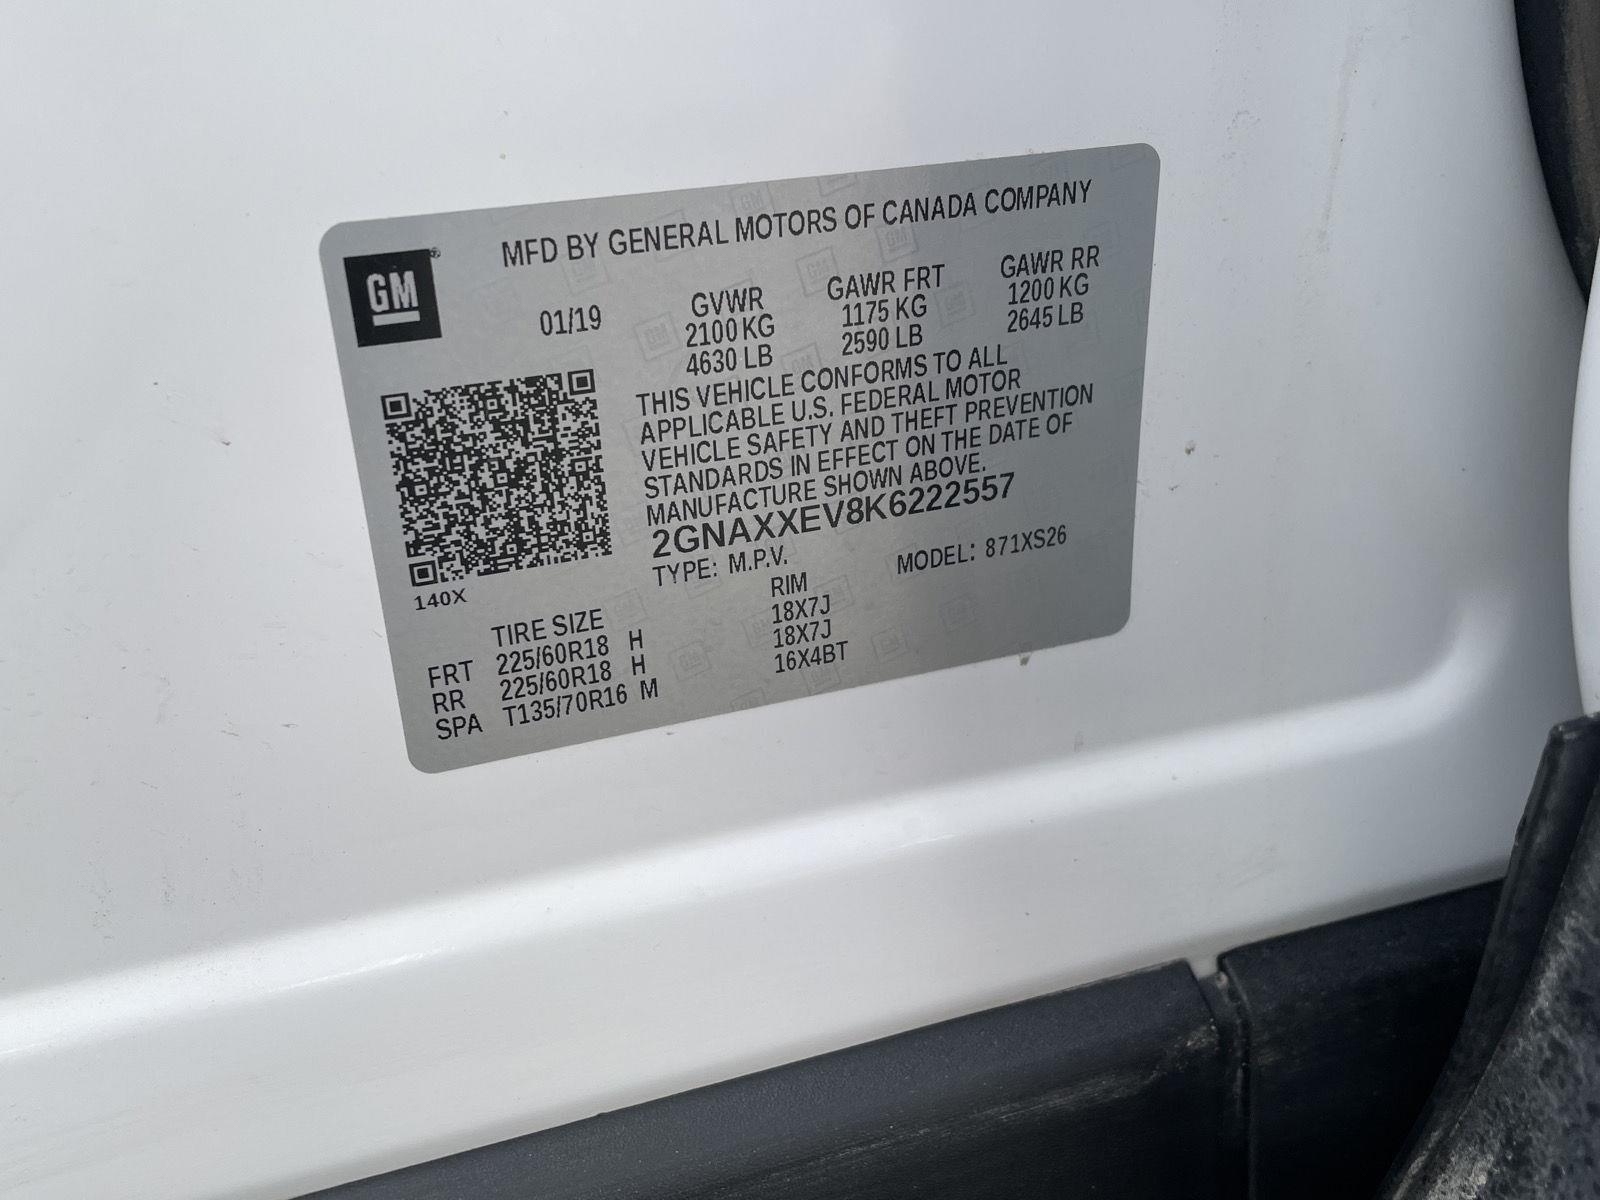 MFD BY GENERAL MOTORS OF CANADA COMPANY
GM®
01/19
GVWR
2100 KG
4630 LB
GAWR FRT
1175 KG
2590 LB
GAWR RR
1200 KG
2645 LB
THIS VEHICLE CONFORMS TO ALL
APPLICABLE U.S. FEDERAL MOTOR
VEHICLE SAFETY AND THEFT PREVENTION
STANDARDS IN EFFECT ON THE DATE OF
MANUFACTURE SHOWN ABOVE.
2GNAXXEV8K6222557
TYPE: M.P.V. MODEL: 871XS26
140X
TIRE SIZE RIM
FRT 225/60R18 H 18X7J
RR 225/60R18 H 18X7J
SPA T135/70R16 M 16X4BT